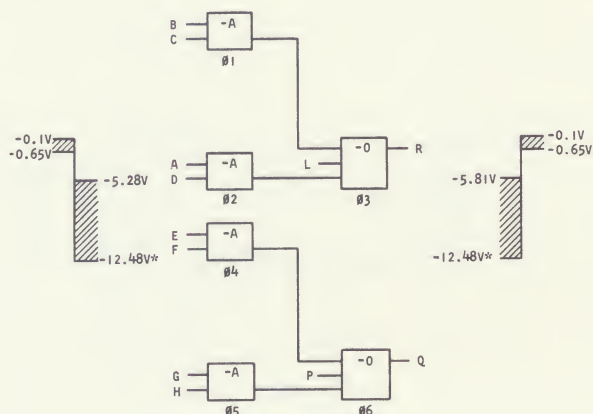 B
C
-A
Ø1
-0.1V
-0.65V
-5.28V
-12.48V*
A
D
-A
Ø2
L
-O
Ø3
R
-0.1V
-0.65V
-5.81V
-12.48V*
E
F
-A
Ø4
G
H
-A
Ø5
P
-O
Ø6
Q